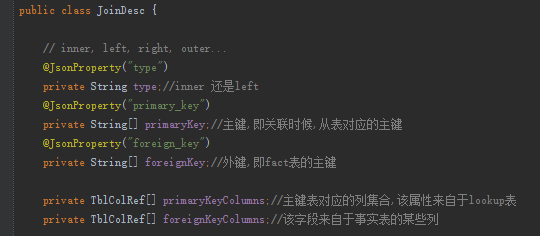 public class JoinDesc {
// inner, left, right, outer...
@JsonProperty("type")
private String type;//inner 还是left
@JsonProperty("primary_key")
private String[] primaryKey;//主键,即关联时候,从表对应的主键
@JsonProperty("foreign_key")
private String[] foreignKey;//外键,即fact表的主键
private TblColRef[] primaryKeyColumns;//主键表对应的列集合,该属性来自于lookup表
private TblColRef[] foreignKeyColumns;//该字段来自于事实表的某些列